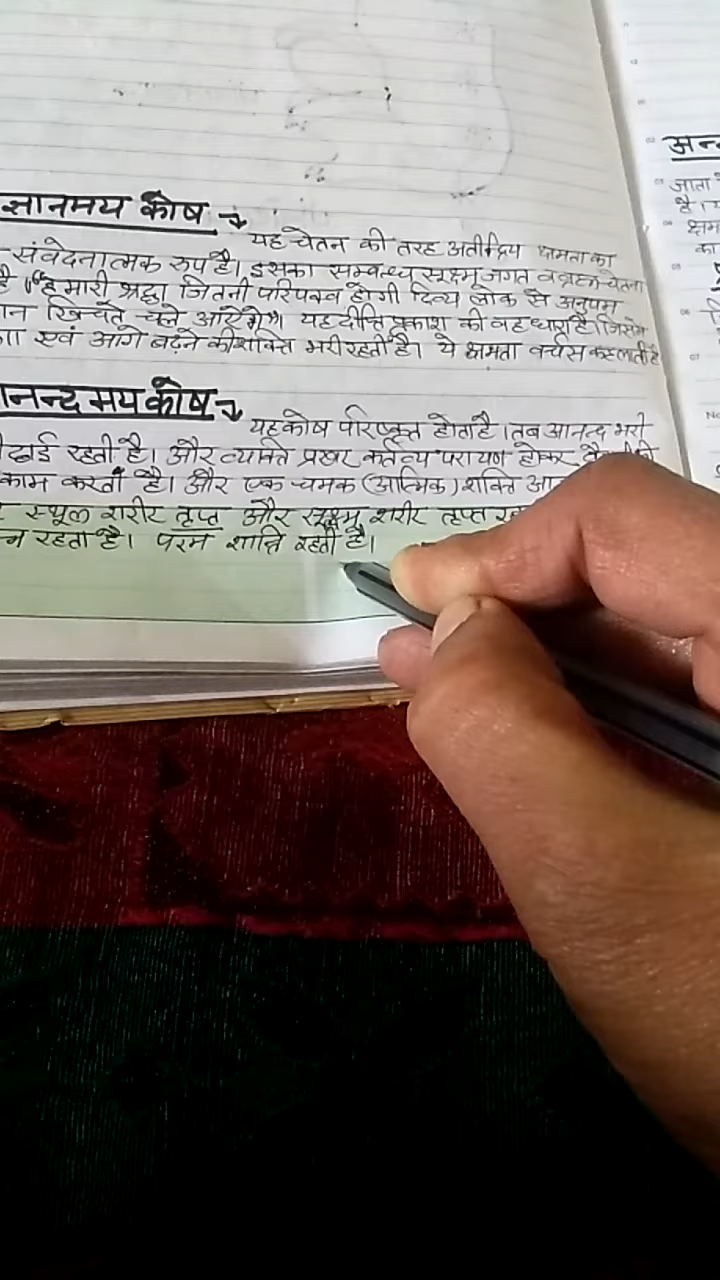 ज्ञानमय कोष
यह चेतन की तरह अतीद्रिय क्षमता का
संवेदनात्मक रुप है। इसका सम्बन्ध सूक्ष्म जगत व ब्रह्म चेतना
है। "हमारी श्रद्धा जितनी परिपक्व होगी दिव्य लोक से अनुपम
खिंचते चले आयेंगे"। यह दीप्ति प्रकाश की वह धारा है। जिसमे
एवं आगे बढ़ने की शक्ति भरी रहती है। ये क्षमता वर्चस कहलाती है
नन्दमय कोष
यह कोष परिष्कृत होता है। तब आनन्द भरी
रहती है। और व्यक्ति प्रखर कर्तव्य परायण होकर
काम करता है। और एक चमक (आत्मिक) शक्ति
स्थूल शरीर तृप्त और सूक्ष्म शरीर तृप्त
रहता है। परम शान्ति रहती है।
अन
जाता
है।
क्षम
का